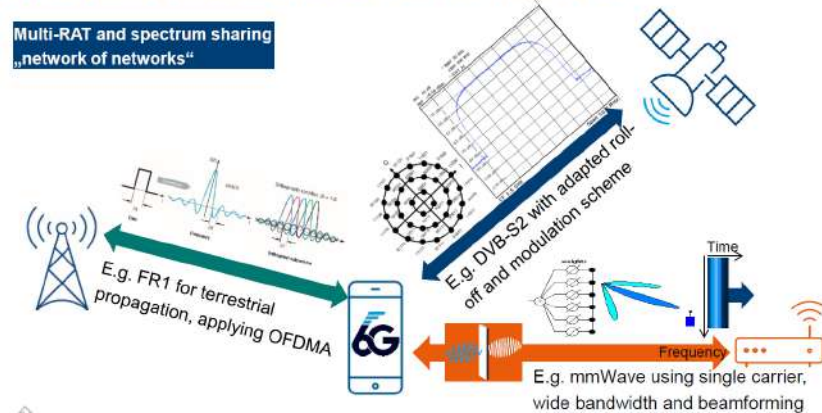 Multi-RAT and spectrum sharing
„network of networks“
E.g. FR1 for terrestrial
propagation, applying OFDMA
E.g. DVB-S2 with adapted roll-
off and modulation scheme
6G
Time
Frequency
E.g. mmWave using single carrier,
wide bandwidth and beamforming